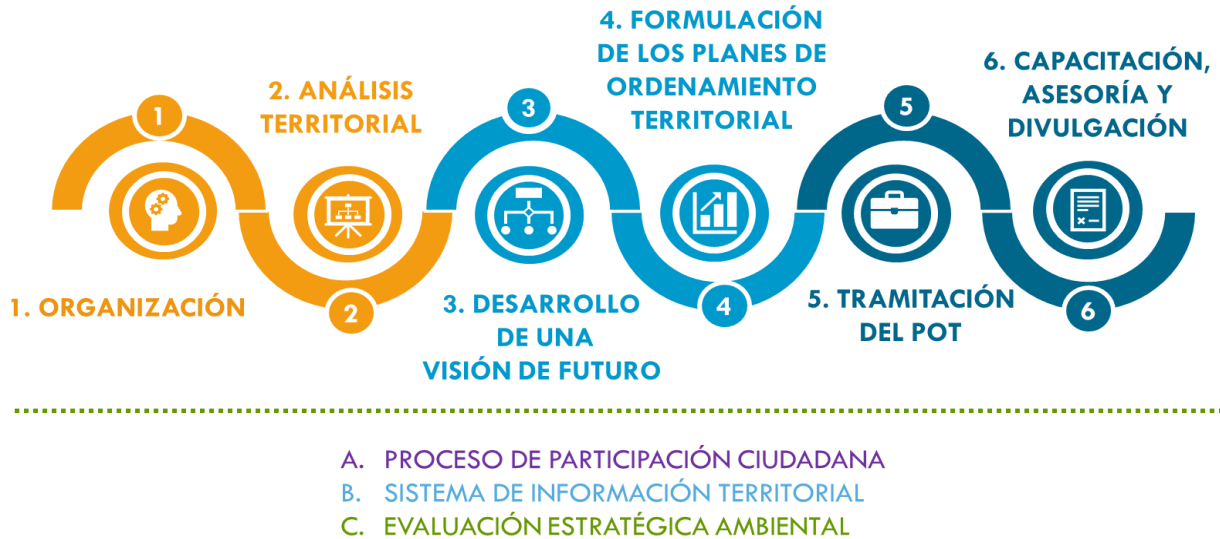 1
1. ORGANIZACIÓN
2. ANÁLISIS
TERRITORIAL
2
3
3. DESARROLLO
DE UNA
VISIÓN DE FUTURO
4. FORMULACIÓN
DE LOS PLANES DE
ORDENAMIENTO
TERRITORIAL
4
5
5. TRAMITACIÓN
DEL POT
6. CAPACITACIÓN,
ASESORÍA Y
DIVULGACIÓN
6
A. PROCESO DE PARTICIPACIÓN CIUDADANA
B. SISTEMA DE INFORMACIÓN TERRITORIAL
C. EVALUACIÓN ESTRATÉGICA AMBIENTAL